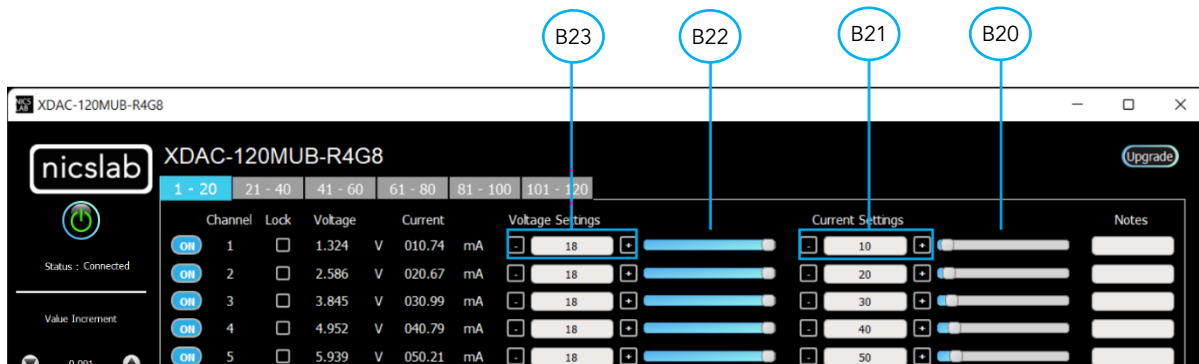 B23 B22 B21 B20
NICS LAB XDAC-120MUB-R4G8
nicslab XDAC-120MUB-R4G8 Upgrade
1 - 20 21 - 40 41 - 60 61 - 80 81 - 100 101 - 120
Channel Lock Voltage Current Voltage Settings Current Settings Notes
ON 1 1.324 V 010.74 mA - 18 + - 10 +
Status : Connected
ON 2 2.586 V 020.67 mA - 18 + - 20 +
ON 3 3.845 V 030.99 mA - 18 + - 30 +
Value Increment
ON 4 4.952 V 040.79 mA - 18 + - 40 +
0.001 ON 5 5.939 V 050.21 mA - 18 + - 50 +